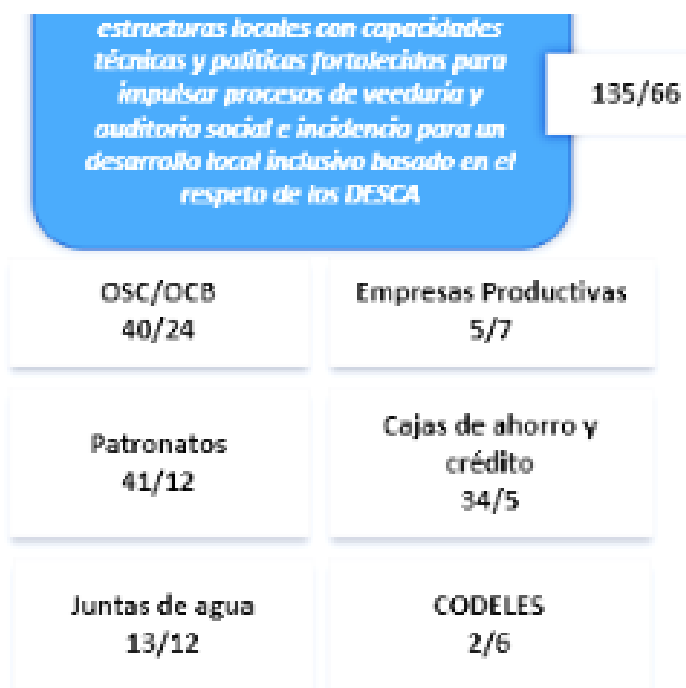 estructuras locales con capacidades
técnicas y políticas fortalecidas para
impulsar procesos de veeduría y
auditoria social e incidencia para un
desarrollo local inclusivo basado en el
respeto de los DESCA
135/66
OSC/OCB
40/24
Empresas Productivas
5/7
Patronatos
41/12
Cajas de ahorro y
crédito
34/5
Juntas de agua
13/12
CODELES
2/6